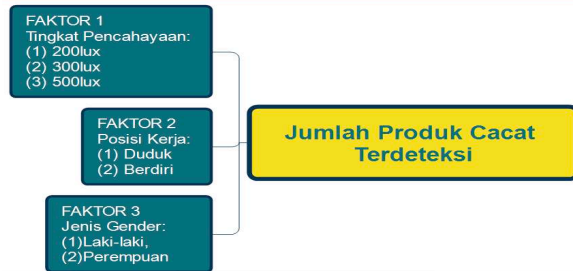 FAKTOR 1
Tingkat Pencahayaan:
(1) 200lux
(2) 300lux
(3) 500lux
FAKTOR 2
Posisi Kerja:
(1) Duduk
(2) Berdiri
FAKTOR 3
Jenis Gender:
(1)Laki-laki,
(2)Perempuan
Jumlah Produk Cacat
Terdeteksi